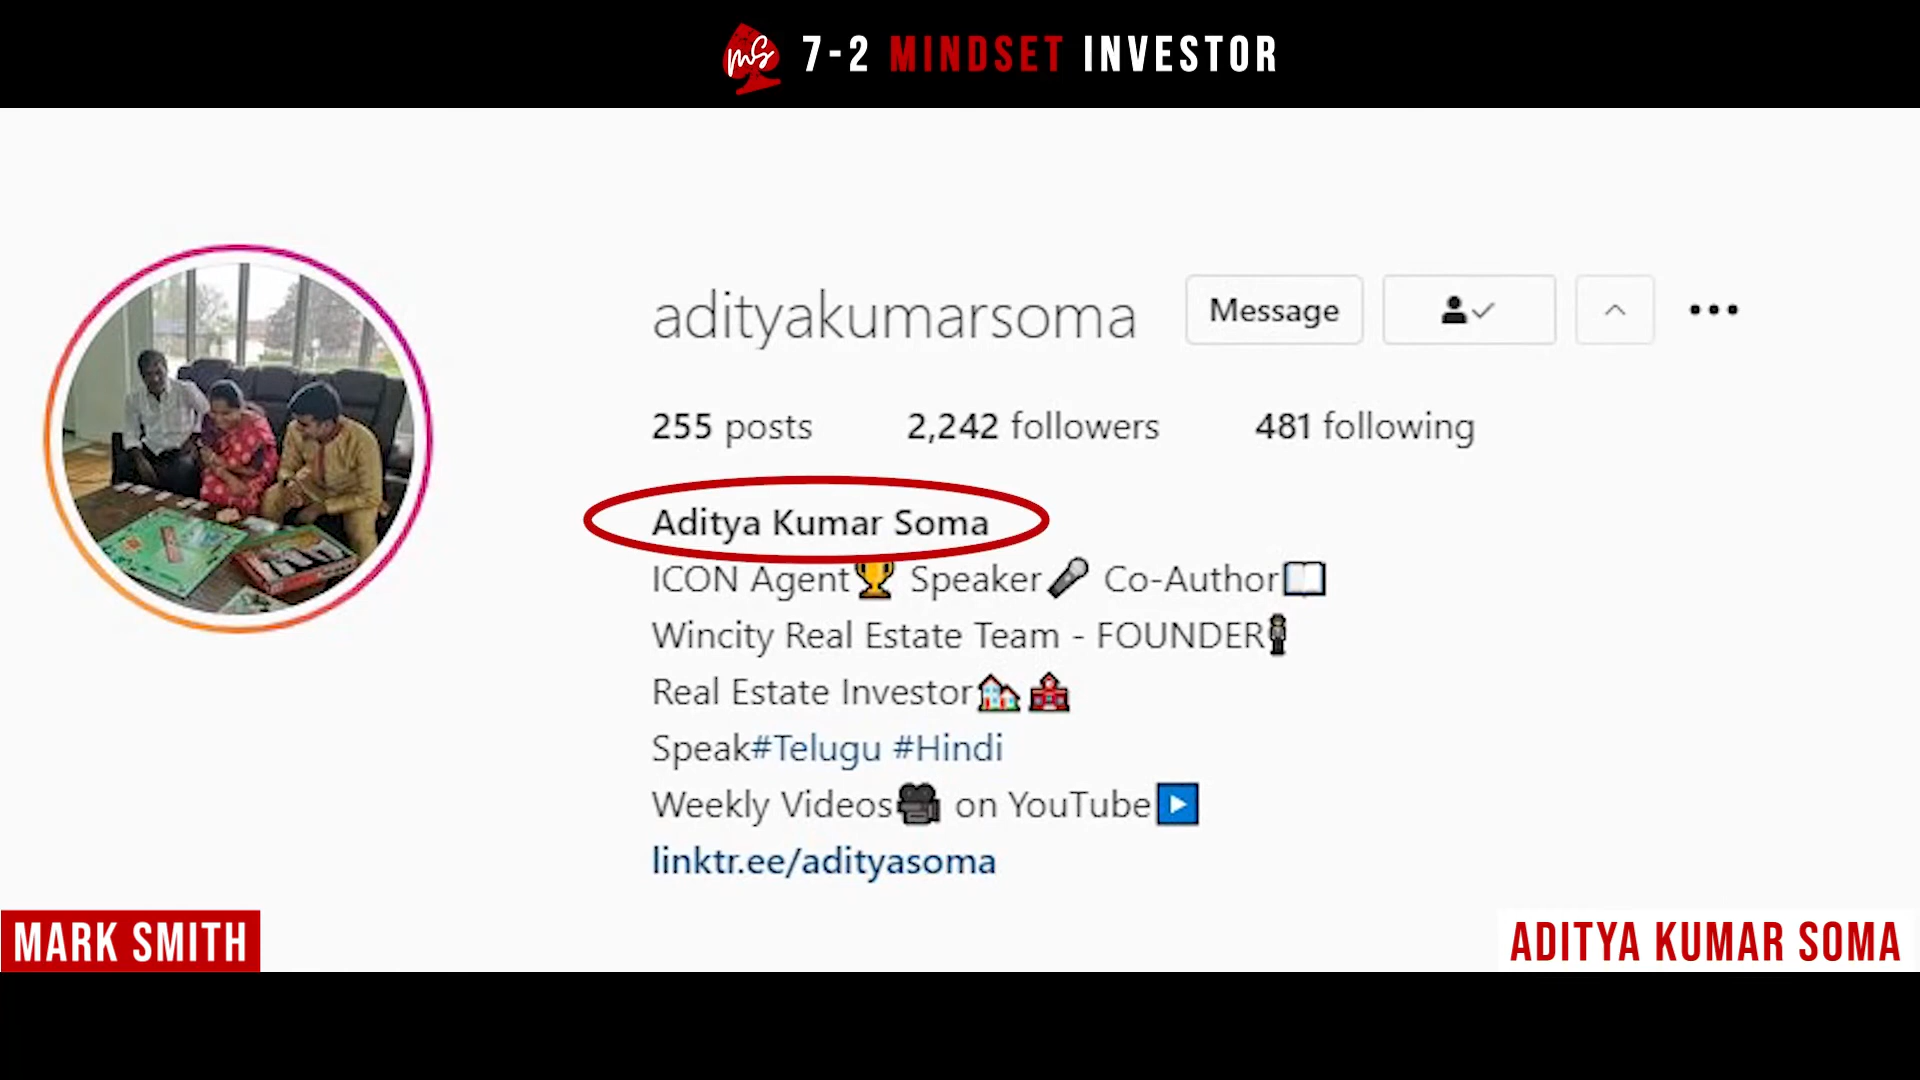 mS 7-2 MINDSET INVESTOR
adityakumarsoma Message
255 posts 2,242 followers 481 following
Aditya Kumar Soma
ICON Agent🏆 Speaker🎤 Co-Author📖
Wincity Real Estate Team - FOUNDER🕴
Real Estate Investor🏘🏫
Speak#Telugu #Hindi
Weekly Videos🎥 on YouTube▶
linktr.ee/adityasoma
MARK SMITH
ADITYA KUMAR SOMA